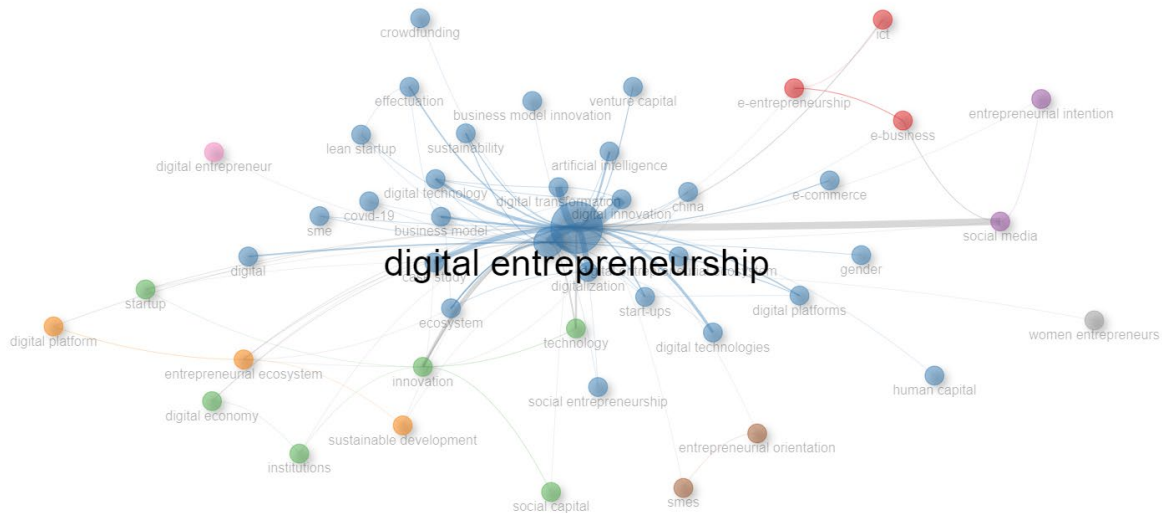 crowdfunding
ict
effectuation
venture capital
e-entrepreneurship
business model innovation
entrepreneurial intention
e-business
lean startup
sustainability
artificial intelligence
digital entrepreneur
digital technology
digital transformation
e-commerce
china
covid-19
digital innovation
sme
business model
social media
digital
case study
digital entrepreneurship
gender
digitalization
startup
start-ups
digital platforms
ecosystem
women entrepreneurs
digital platform
technology
digital technologies
entrepreneurial ecosystem
innovation
human capital
social entrepreneurship
digital economy
sustainable development
entrepreneurial orientation
institutions
smes
social capital